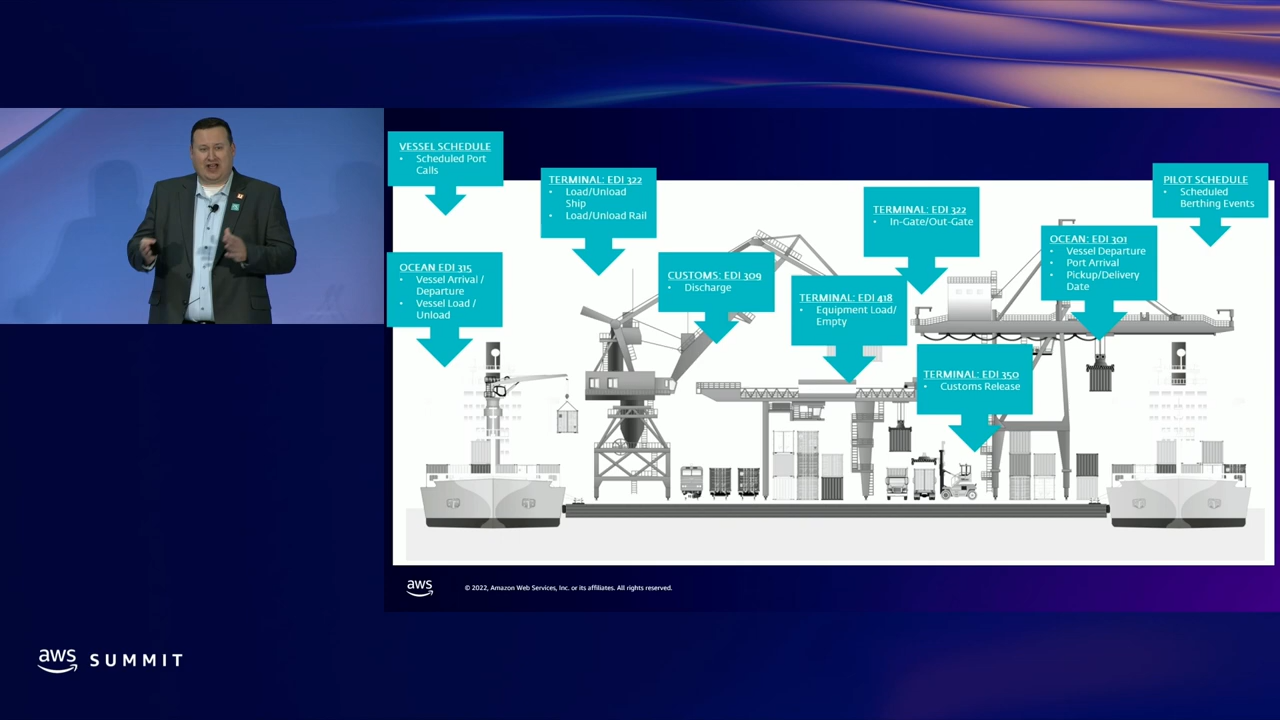 VESSEL SCHEDULE
• Scheduled Port
Calls
TERMINAL: EDI 322
• Load/Unload
Ship
• Load/Unload Rail
PILOT SCHEDULE
• Scheduled
Berthing Events
TERMINAL: EDI 322
• In-Gate/Out-Gate
OCEAN: EDI 301
• Vessel Departure
• Port Arrival
• Pickup/Delivery
Date
OCEAN EDI 315
• Vessel Arrival /
Departure
• Vessel Load /
Unload
CUSTOMS: EDI 309
• Discharge
TERMINAL: EDI 418
• Equipment Load/
Empty
TERMINAL: EDI 350
• Customs Release
aws
© 2022, Amazon Web Services, Inc. or its affiliates. All rights reserved.
aws SUMMIT